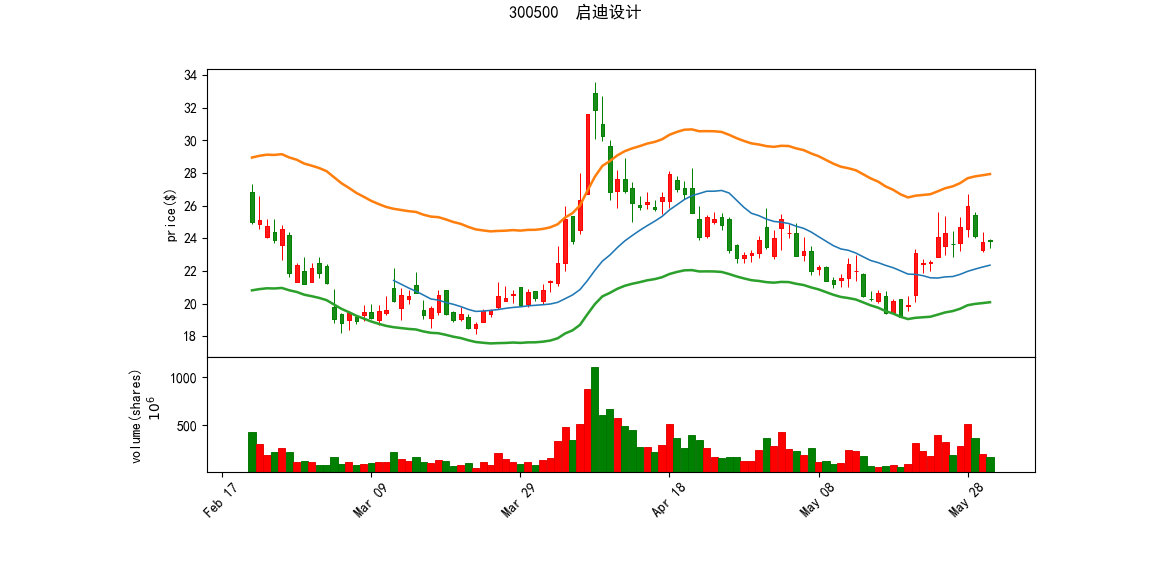 300500 启迪设计
34
32
30
28
26
24
22
20
18
price($)
1000
500
volume(shares)
10^6
Feb 17
Mar 09
Mar 29
Apr 18
May 08
May 28